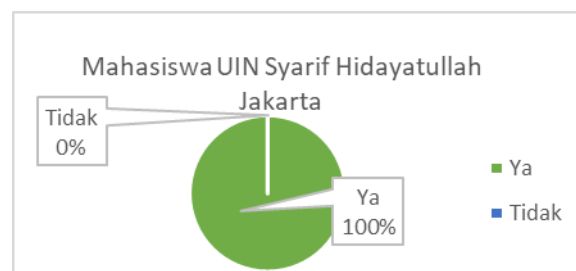 Mahasiswa UIN Syarif Hidayatullah
Jakarta
Tidak
0%
Ya
100%
Ya
Tidak